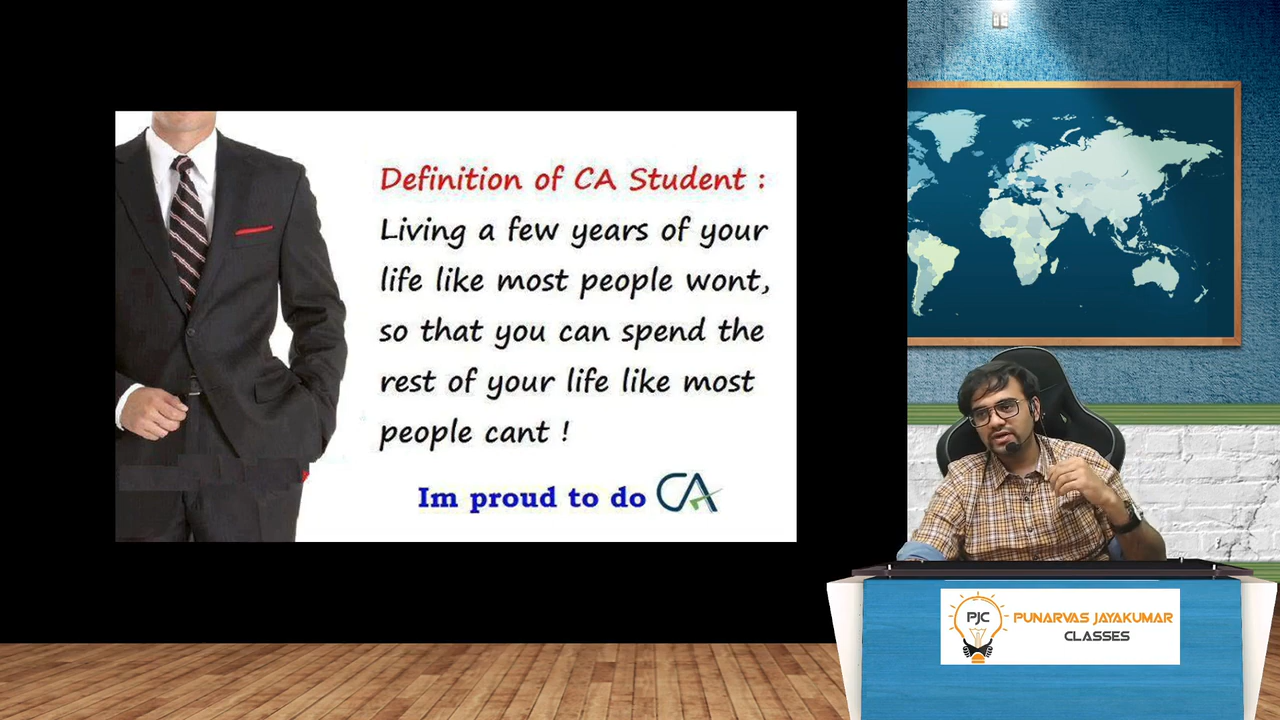 Definition of CA Student :
Living a few years of your
life like most people wont,
so that you can spend the
rest of your life like most
people cant !
Im proud to do CA
PJC
PUNARVAS JAYAKUMAR
CLASSES